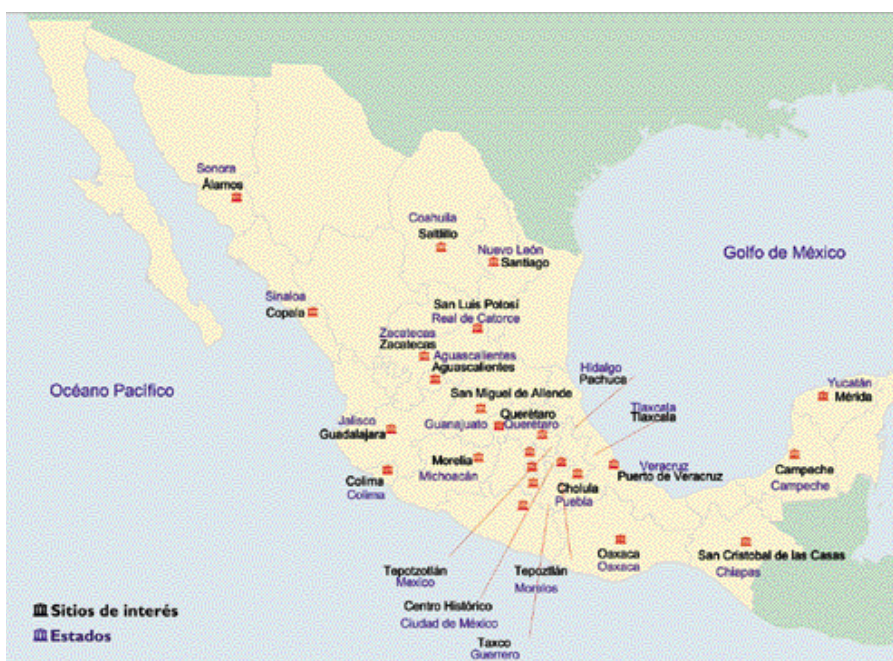 Sonora
Álamos
Coahuila
Saltlillo
Nuevo León
Santiago
Golfo de México
Sinaloa
Copala
San Luis Polosí
Real de Catorce
Zacatecas
Zacatecas
Aguascalientes
Aguascalientes
Hidalgo
Pachuca
Océano Pacífico
San Miguel de Allende
Yucatán
Mérida
Tlaxcala
Tlaxcala
Jalisco
Guadalajara
Guanajuato
Querétaro
Querétaro
Morelia
Michoacán
Colima
Colima
Cholula
Puebla
Veracruz
Puerto de Veracruz
Campeche
Campeche
Oaxaca
Oaxaca
San Cristobal de las Casas
Chiapas
Tepotzotlán
Mexico
Tepoztlán
Morelos
Centro Histórico
Ciudad de México
Taxco
Guerrero
Sitios de interés
Estados